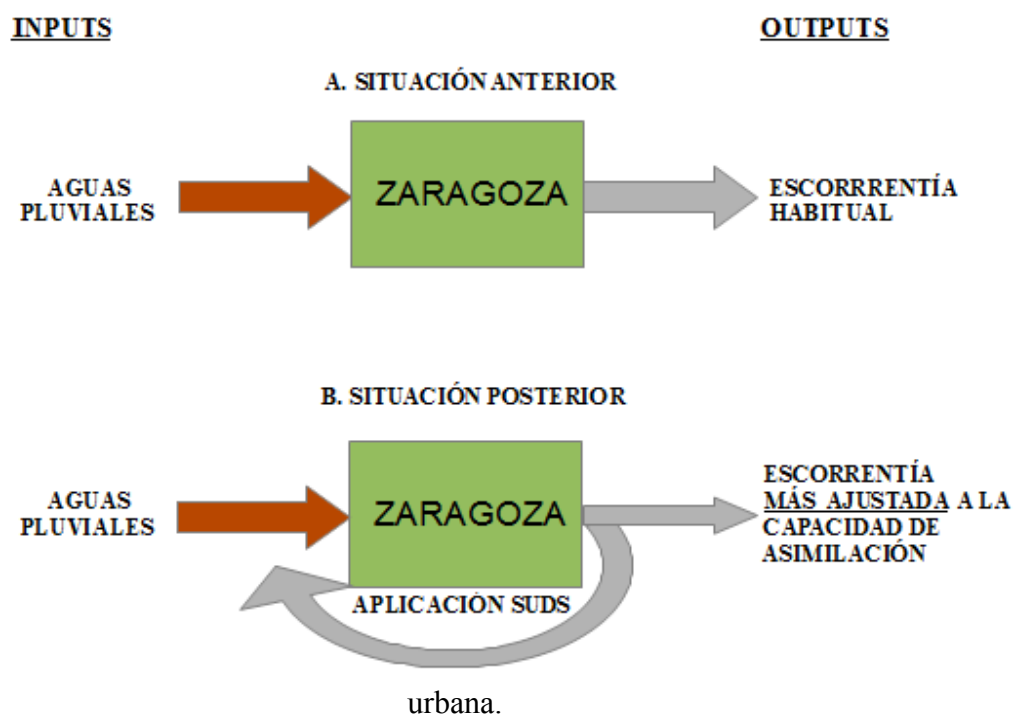 INPUTS
OUTPUTS
A. SITUACIÓN ANTERIOR
AGUAS
PLUVIALES
ZARAGOZA
ESCORRRENTÍA
HABITUAL
B. SITUACIÓN POSTERIOR
AGUAS
PLUVIALES
ZARAGOZA
ESCORRENTÍA
MÁS AJUSTADA A LA
CAPACIDAD DE
ASIMILACIÓN
APLICACIÓN SUDS
urbana.